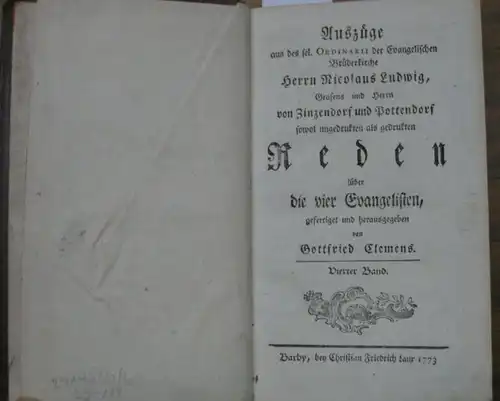 Auszüge
aus des sel. ORDINARII der Evangelischen
Brüderkirche
Herrn Nicolaus Ludwig,
Grafens und Herrn
von Zinzendorf und Pottendorf
sowol ungedrukten als gedrukten
Reden
über
die vier Evangelisten,
gefertiget und herausgegeben
von
Gottfried Clemens.
Vierter Band.
Barby, bey Christian Friedrich Laux 1773